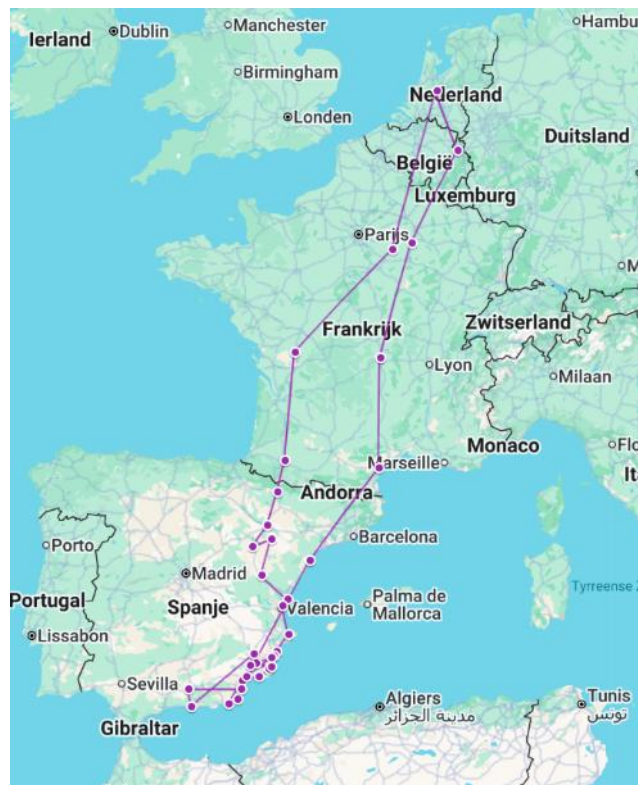 Hambu
Manchester
Ierland
Dublin
Birmingham
Nederland
Londen
Duitsland
België
Luxemburg
Parijs
M
Zwitserland
Frankrijk
Lyon
Milaan
Monaco
Flo
Marseille
Ita
Andorra
Barcelona
Porto
Madrid
Tyrreense Z
Palma de
Mallorca
Portugal
Spanje
Valencia
Lissabon
Sevilla
Algiers
مدينة الجزائر
Tunis
تونس
Gibraltar